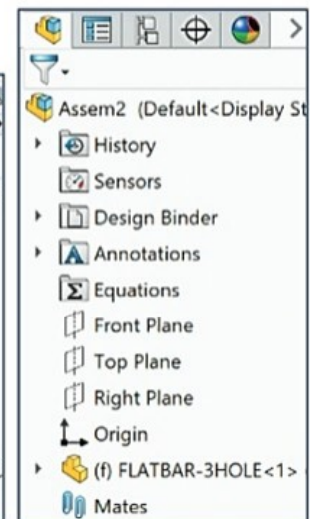 Assem2 (Default<Display St
History
Sensors
Design Binder
Annotations
Equations
Front Plane
Top Plane
Right Plane
Origin
(f) FLATBAR-3HOLE<1>
Mates